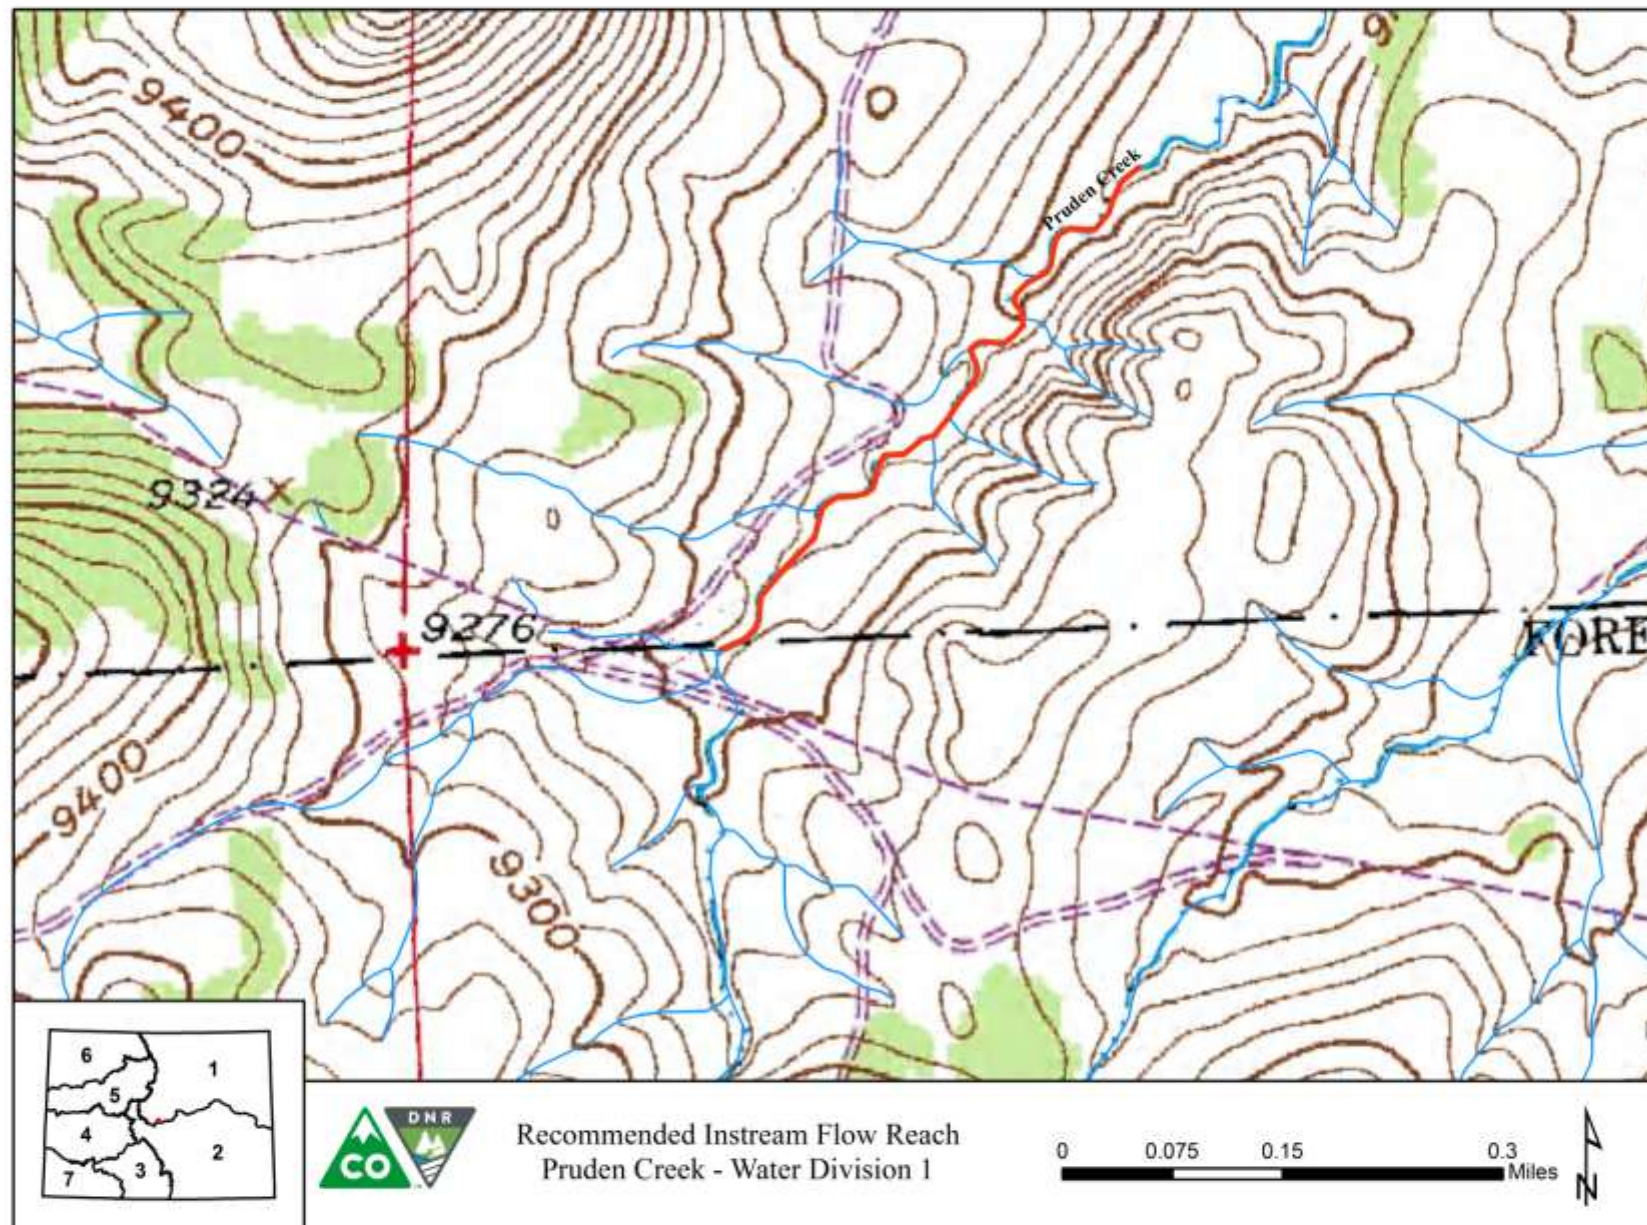 9400
Pruden Creek
9324
9276
FORE
9400
9300
6
1
5
4
2
7
3
DNR
CO
Recommended Instream Flow Reach
Pruden Creek - Water Division 1
0 0.075 0.15 0.3
Miles
N